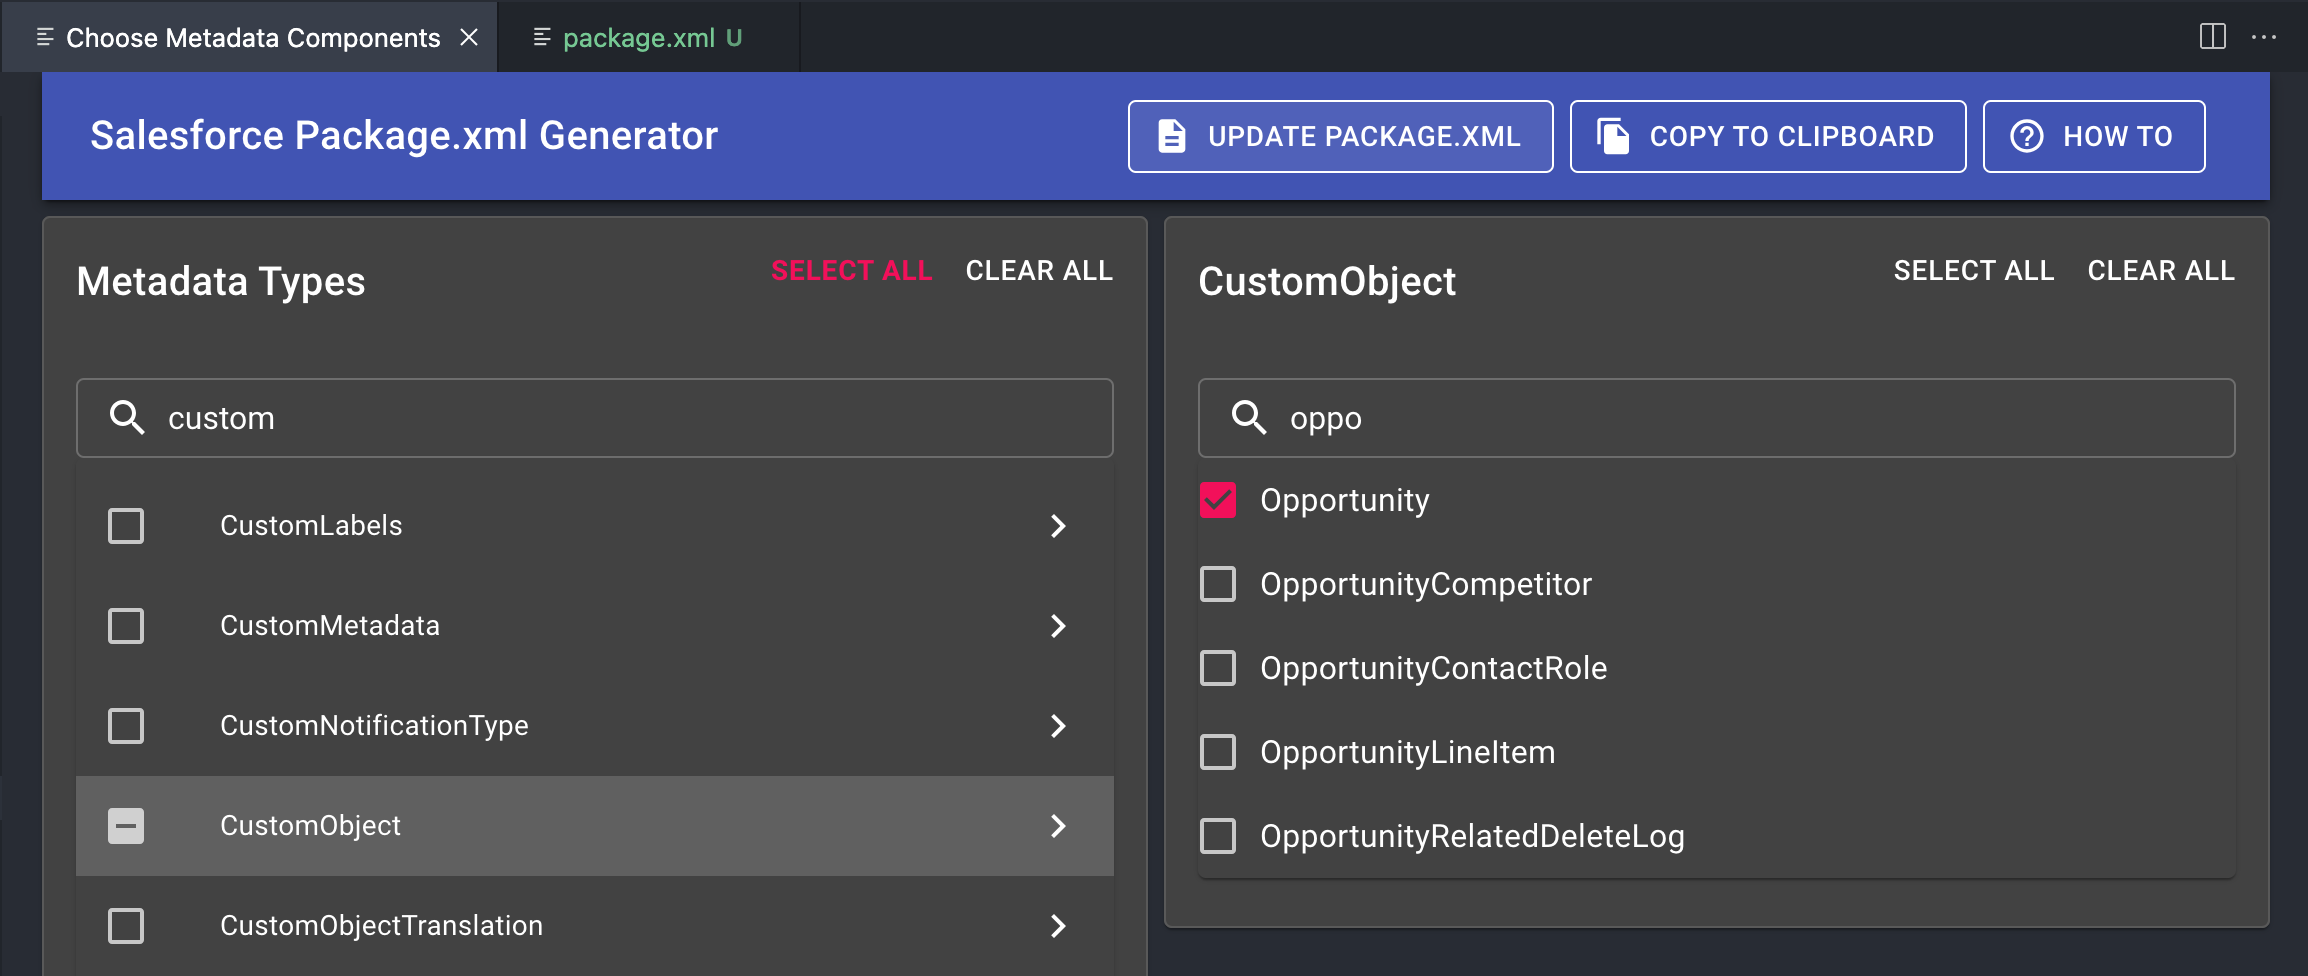 Choose Metadata Components
package.xml U
Salesforce Package.xml Generator
UPDATE PACKAGE.XML
COPY TO CLIPBOARD
HOW TO
Metadata Types
SELECT ALL
CLEAR ALL
custom
CustomLabels
CustomMetadata
CustomNotificationType
CustomObject
CustomObjectTranslation
CustomObject
SELECT ALL
CLEAR ALL
oppo
Opportunity
OpportunityCompetitor
OpportunityContactRole
OpportunityLineItem
OpportunityRelatedDeleteLog